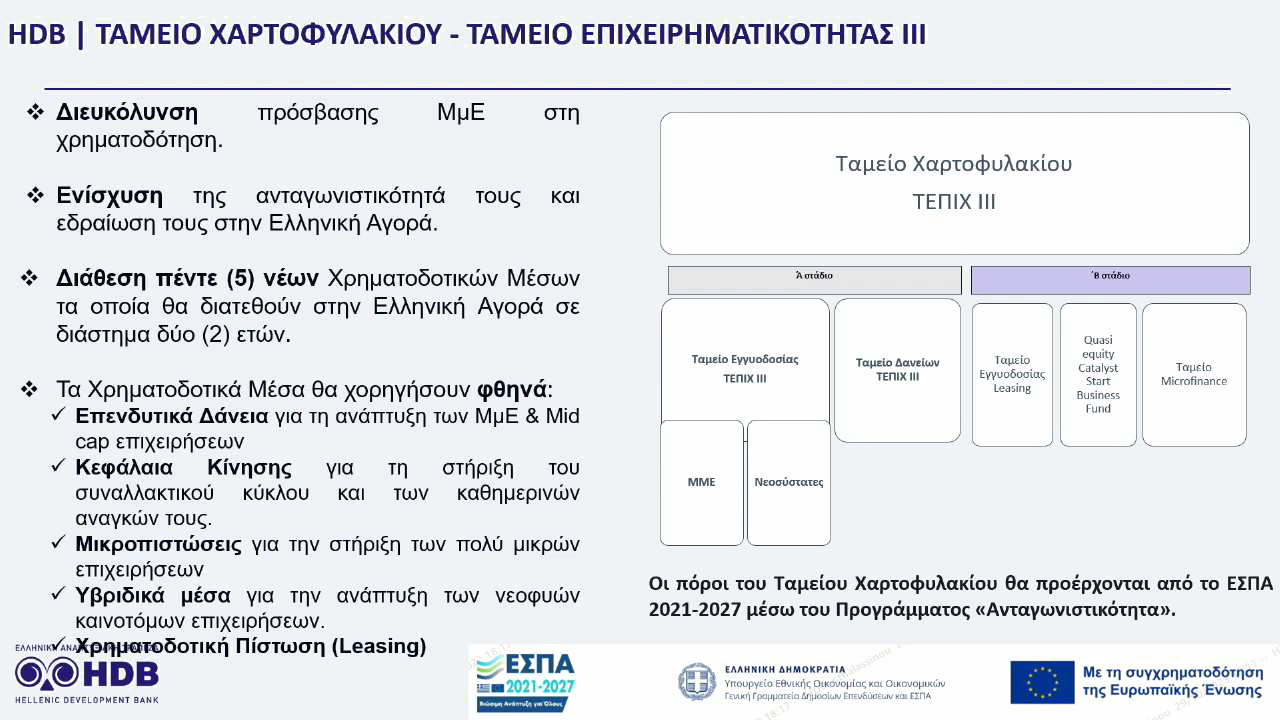 HDB | ΤΑΜΕΙΟ ΧΑΡΤΟΦΥΛΑΚΙΟΥ - ΤΑΜΕΙΟ ΕΠΙΧΕΙΡΗΜΑΤΙΚΟΤΗΤΑΣ ΙΙΙ
❖ Διευκόλυνση πρόσβασης ΜμΕ στη
χρηματοδότηση.
❖ Ενίσχυση της ανταγωνιστικότητά τους και
εδραίωση τους στην Ελληνική Αγορά.
❖ Διάθεση πέντε (5) νέων Χρηματοδοτικών Μέσων
τα οποία θα διατεθούν στην Ελληνική Αγορά σε
διάστημα δύο (2) ετών.
❖ Τα Χρηματοδοτικά Μέσα θα χορηγήσουν φθηνά:
✓ Επενδυτικά Δάνεια για τη ανάπτυξη των ΜμΕ & Mid
cap επιχειρήσεων
✓ Κεφάλαια Κίνησης για τη στήριξη του
συναλλακτικού κύκλου και των καθημερινών
αναγκών τους.
✓ Μικροπιστώσεις για την στήριξη των πολύ μικρών
επιχειρήσεων
✓ Υβριδικά μέσα για την ανάπτυξη των νεοφυών
καινοτόμων επιχειρήσεων.
✓ Χρηματοδοτική Πίστωση (Leasing)
Ταμείο Χαρτοφυλακίου
ΤΕΠΙΧ ΙΙΙ
Ά στάδιο
΄Β στάδιο
Ταμείο Εγγυοδοσίας
ΤΕΠΙΧ ΙΙΙ
Ταμείο Δανείων
ΤΕΠΙΧ ΙΙΙ
Ταμείο
Εγγυοδοσίας
Leasing
Quasi
equity
Catalyst
Start
Business
Fund
Ταμείο
Microfinance
ΜΜΕ
Νεοσύστατες
Οι πόροι του Ταμείου Χαρτοφυλακίου θα προέρχονται από το ΕΣΠΑ
2021-2027 μέσω του Προγράμματος «Ανταγωνιστικότητα».
HDB
HELLENIC DEVELOPMENT BANK
ΕΣΠΑ
2021-2027
Βιώσιμη Ανάπτυξη για Όλους
ΕΛΛΗΝΙΚΗ ΔΗΜΟΚΡΑΤΙΑ
Υπουργείο Εθνικής Οικονομίας και Οικονομικών
Γενική Γραμματεία Δημοσίων Επενδύσεων και ΕΣΠΑ
Με τη συγχρηματοδότηση
της Ευρωπαϊκής Ένωσης